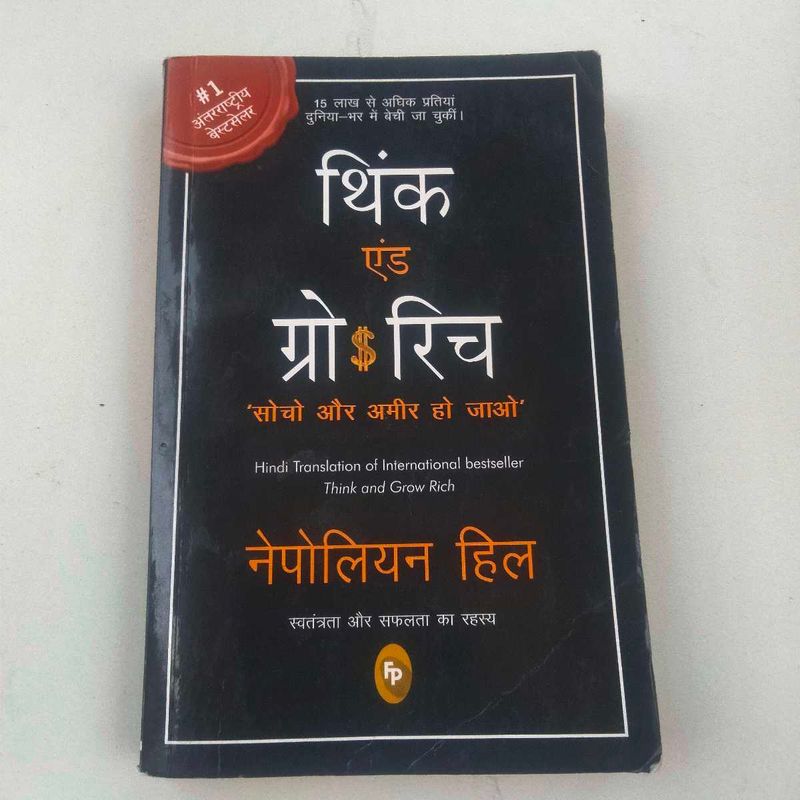 #1
अंतरराष्ट्रीय
बेस्टसेलर
15 लाख से अधिक प्रतियां
दुनिया–भर में बेची जा चुकीं।
थिंक
एंड
ग्रो $ रिच
'सोचो और अमीर हो जाओ'
Hindi Translation of International bestseller
Think and Grow Rich
नेपोलियन हिल
स्वतंत्रता और सफलता का रहस्य
FP